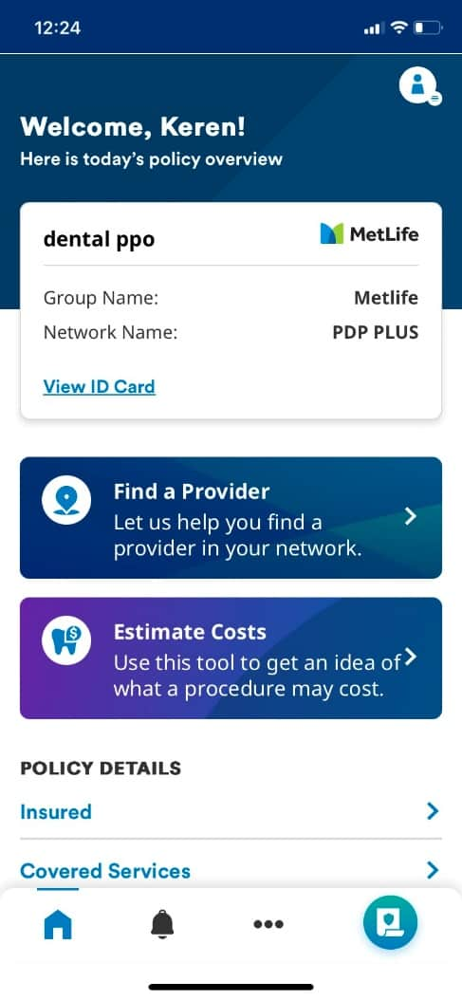 12:24
Welcome, Keren!
Here is today's policy overview
dental ppo
MetLife
Group Name: Metlife
Network Name: PDP PLUS
View ID Card
Find a Provider
Let us help you find a
provider in your network.
$
Estimate Costs
Use this tool to get an idea of
what a procedure may cost.
POLICY DETAILS
Insured
Covered Services